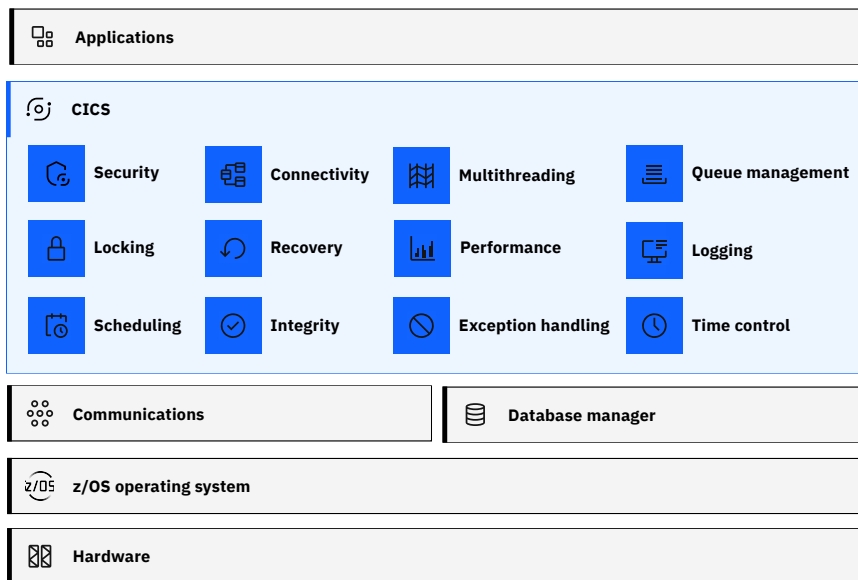 Applications
CICS
Security
Connectivity
Multithreading
Queue management
Locking
Recovery
Performance
Logging
Scheduling
Integrity
Exception handling
Time control
Communications
Database manager
z/OS
z/OS operating system
Hardware